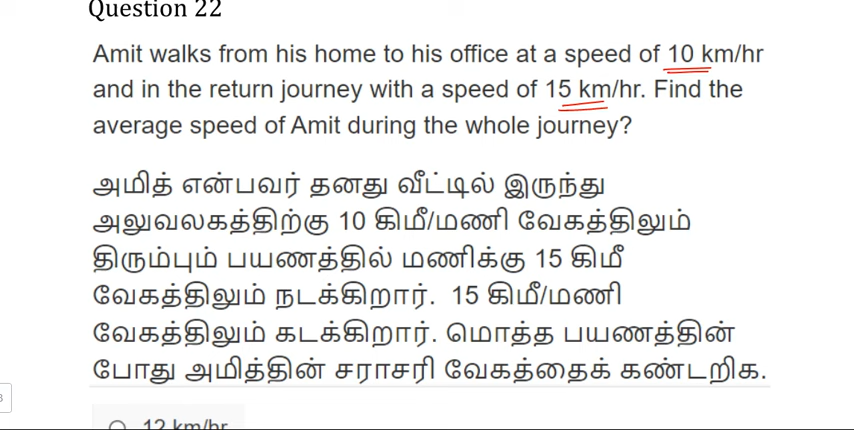 Question 22
Amit walks from his home to his office at a speed of 10 km/hr
and in the return journey with a speed of 15 km/hr. Find the
average speed of Amit during the whole journey?
அமித் என்பவர் தனது வீட்டில் இருந்து
அலுவலகத்திற்கு 10 கிமீ/மணி வேகத்திலும்
திரும்பும் பயணத்தில் மணிக்கு 15 கிமீ
வேகத்திலும் நடக்கிறார். 15 கிமீ/மணி
வேகத்திலும் கடக்கிறார். மொத்த பயணத்தின்
போது அமித்தின் சராசரி வேகத்தைக் கண்டறிக.
12 km/hr